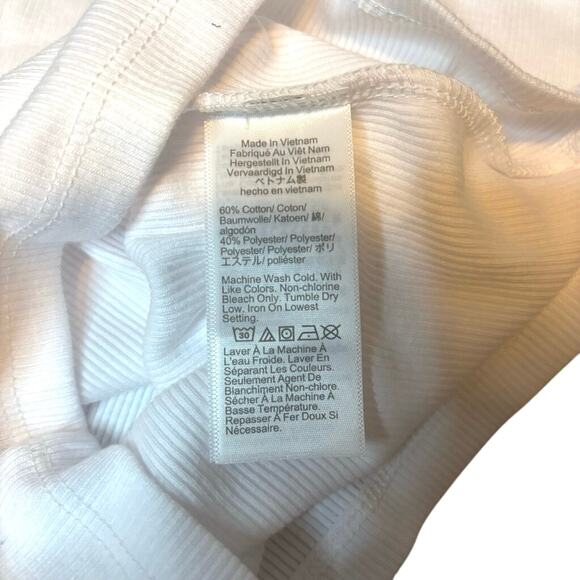 Made In Vietnam
Fabriqué Au Viêt Nam
Hergestellt In Vietnam
Vervaardigd In Vietnam
ベトナム製
hecho en vietnam
60% Cotton/ Coton/
Baumwolle/ Katoen/ 綿/
algodón
40% Polyester/ Polyester/
Polyester/ Polyester/ ポリ
エステル/ poliéster
Machine Wash Cold. With
Like Colors. Non-chlorine
Bleach Only. Tumble Dry
Low. Iron On Lowest
Setting.
30
Laver À La Machine À
L'eau Froide. Laver En
Séparant Les Couleurs.
Seulement Agent De
Blanchiment Non-chlore.
Sécher À La Machine À
Basse Température.
Repasser À Fer Doux Si
Nécessaire.